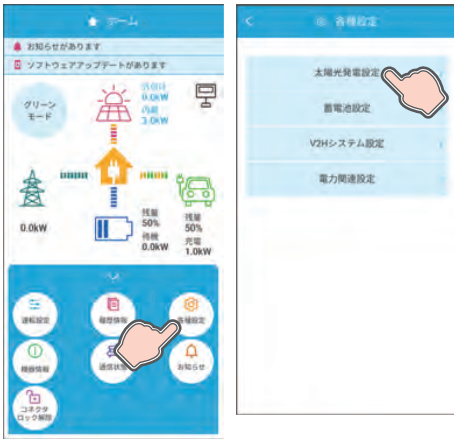 ホーム
お知らせがあります
ソフトウェアアップデートがあります
グリーン
モード
0.0kW
3.0kW
0.0kW
残量
50%
待機
0.0kW
残量
50%
充電
1.0kW
運転設定
履歴情報
各種設定
機器情報
通信状態
お知らせ
コネクタ
ロック解除
各種設定
太陽光発電設定
蓄電池設定
V2Hシステム設定
電力関連設定